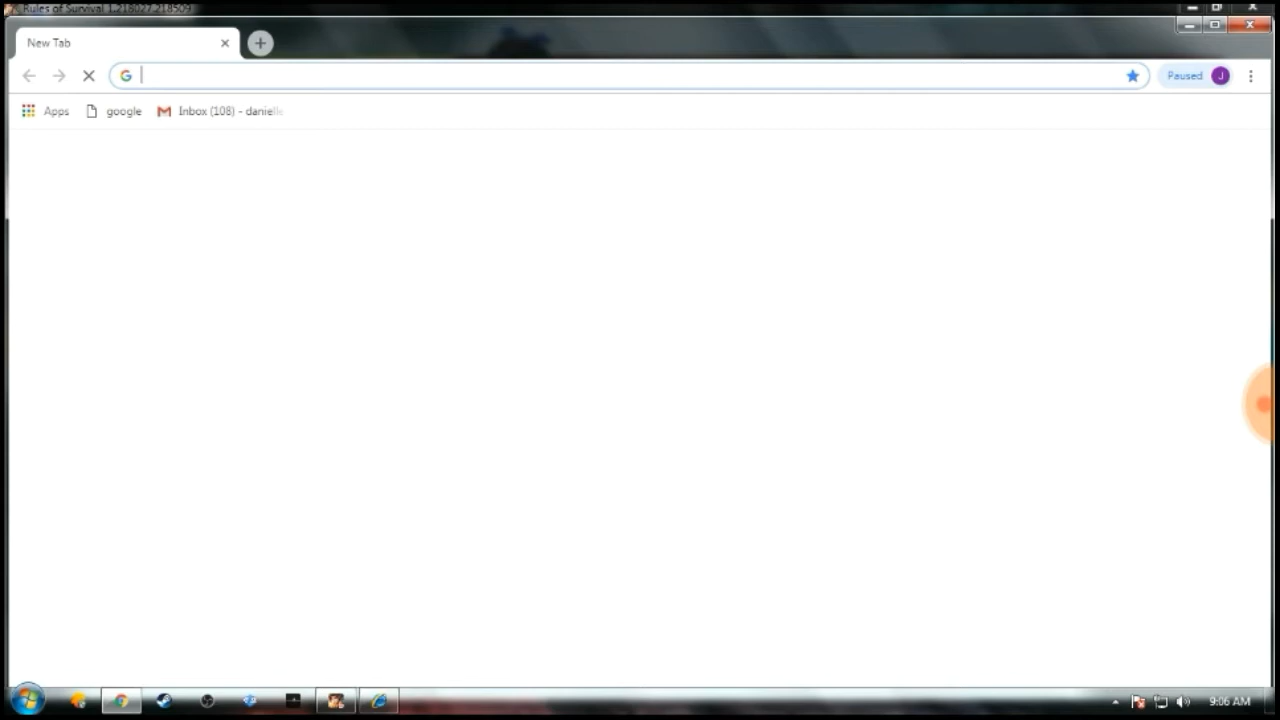 Rules of Survival 1.218027.218509
New Tab
Paused J
Apps google Inbox (108) - danielle
9:06 AM